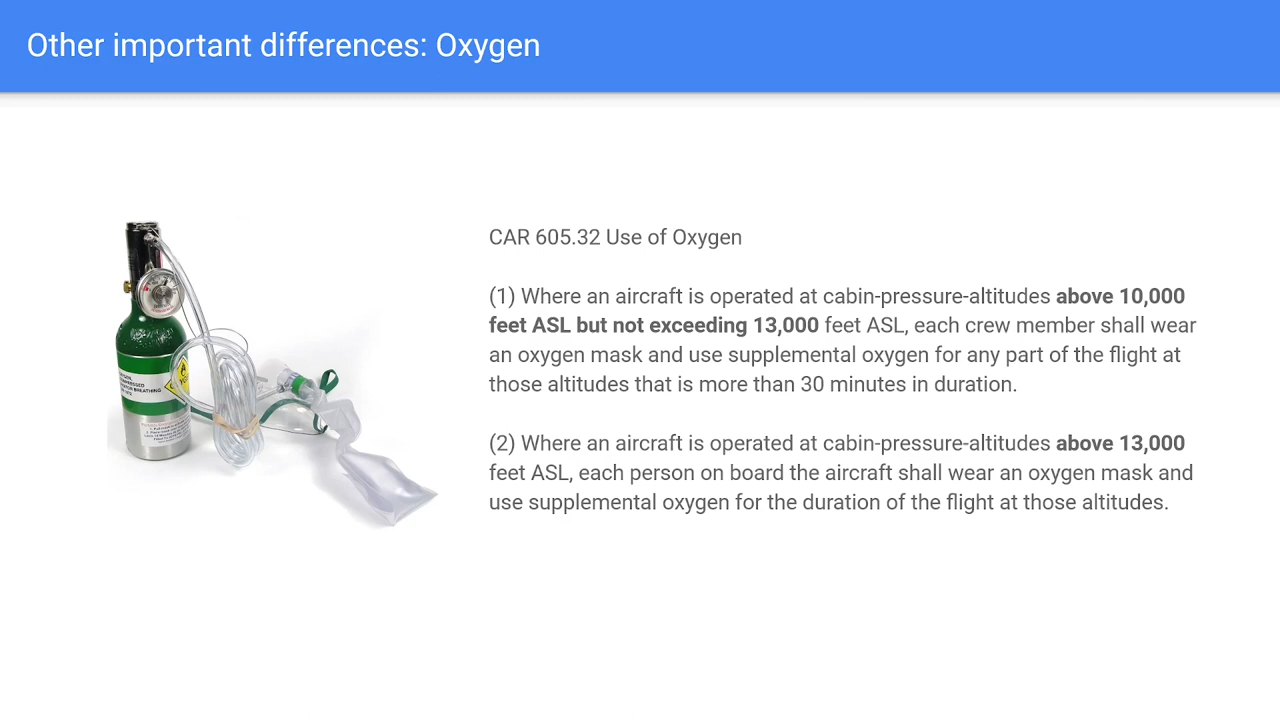 Other important differences: Oxygen
CAR 605.32 Use of Oxygen
(1) Where an aircraft is operated at cabin-pressure-altitudes above 10,000
feet ASL but not exceeding 13,000 feet ASL, each crew member shall wear
an oxygen mask and use supplemental oxygen for any part of the flight at
those altitudes that is more than 30 minutes in duration.
(2) Where an aircraft is operated at cabin-pressure-altitudes above 13,000
feet ASL, each person on board the aircraft shall wear an oxygen mask and
use supplemental oxygen for the duration of the flight at those altitudes.